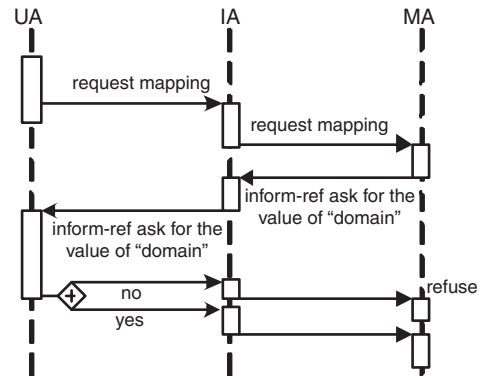 UA IA MA
request mapping
request mapping
inform-ref ask for the
value of “domain”
inform-ref ask for the
value of “domain”
no
refuse
yes